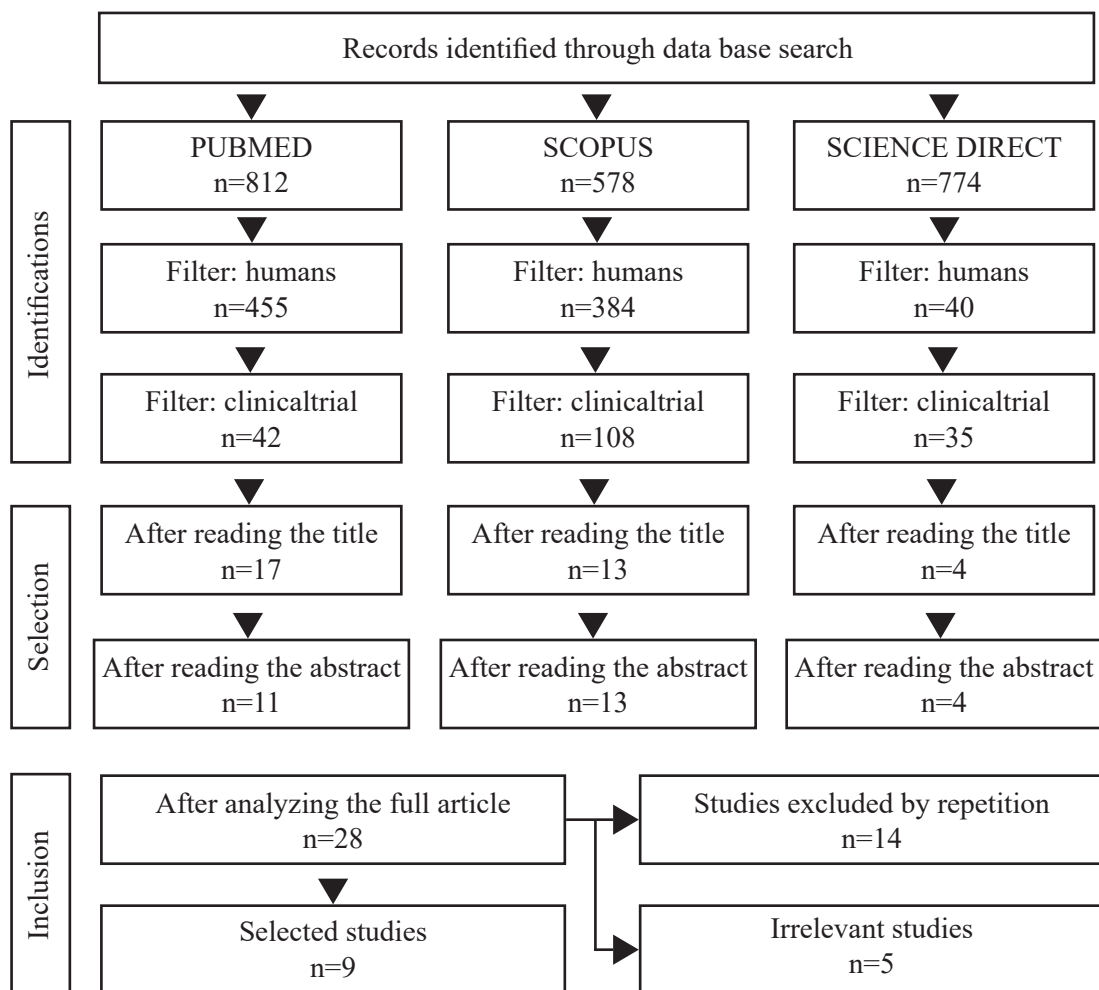 Records identified through data base search
Identifications
PUBMED
n=812
SCOPUS
n=578
SCIENCE DIRECT
n=774
Filter: humans
n=455
Filter: humans
n=384
Filter: humans
n=40
Filter: clinicaltrial
n=42
Filter: clinicaltrial
n=108
Filter: clinicaltrial
n=35
Selection
After reading the title
n=17
After reading the title
n=13
After reading the title
n=4
After reading the abstract
n=11
After reading the abstract
n=13
After reading the abstract
n=4
Inclusion
After analyzing the full article
n=28
Studies excluded by repetition
n=14
Selected studies
n=9
Irrelevant studies
n=5